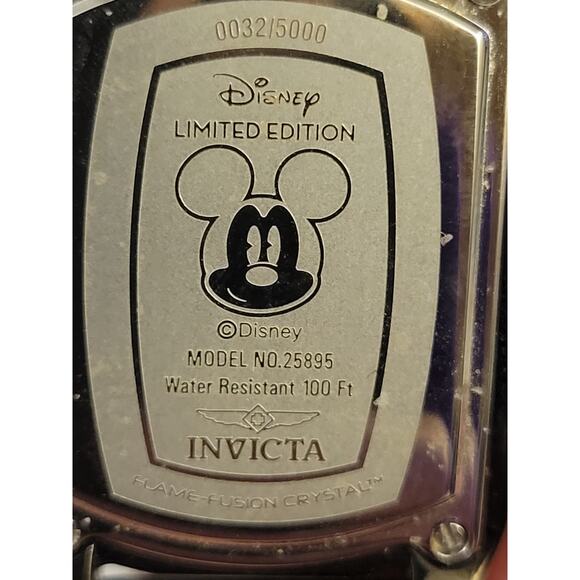 0032/5000
Disney
LIMITED EDITION
©Disney
MODEL NO.25895
Water Resistant 100 Ft
INVICTA
FLAME-FUSION CRYSTAL™